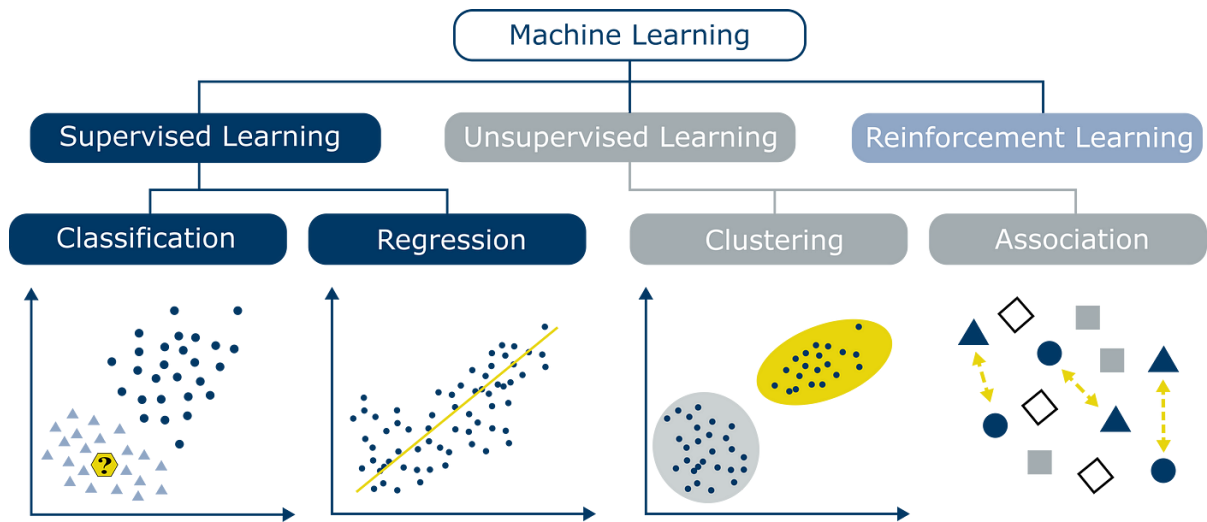 Machine Learning
Supervised Learning
Unsupervised Learning
Reinforcement Learning
Classification
Regression
Clustering
Association
?